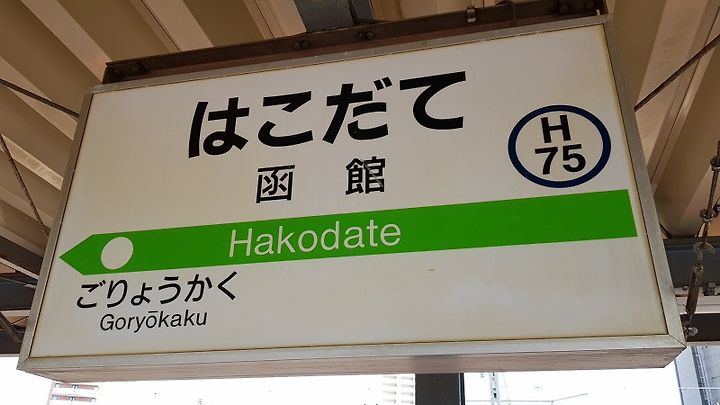 はこだて
函館
H
75
Hakodate
ごりょうかく
Goryōkaku